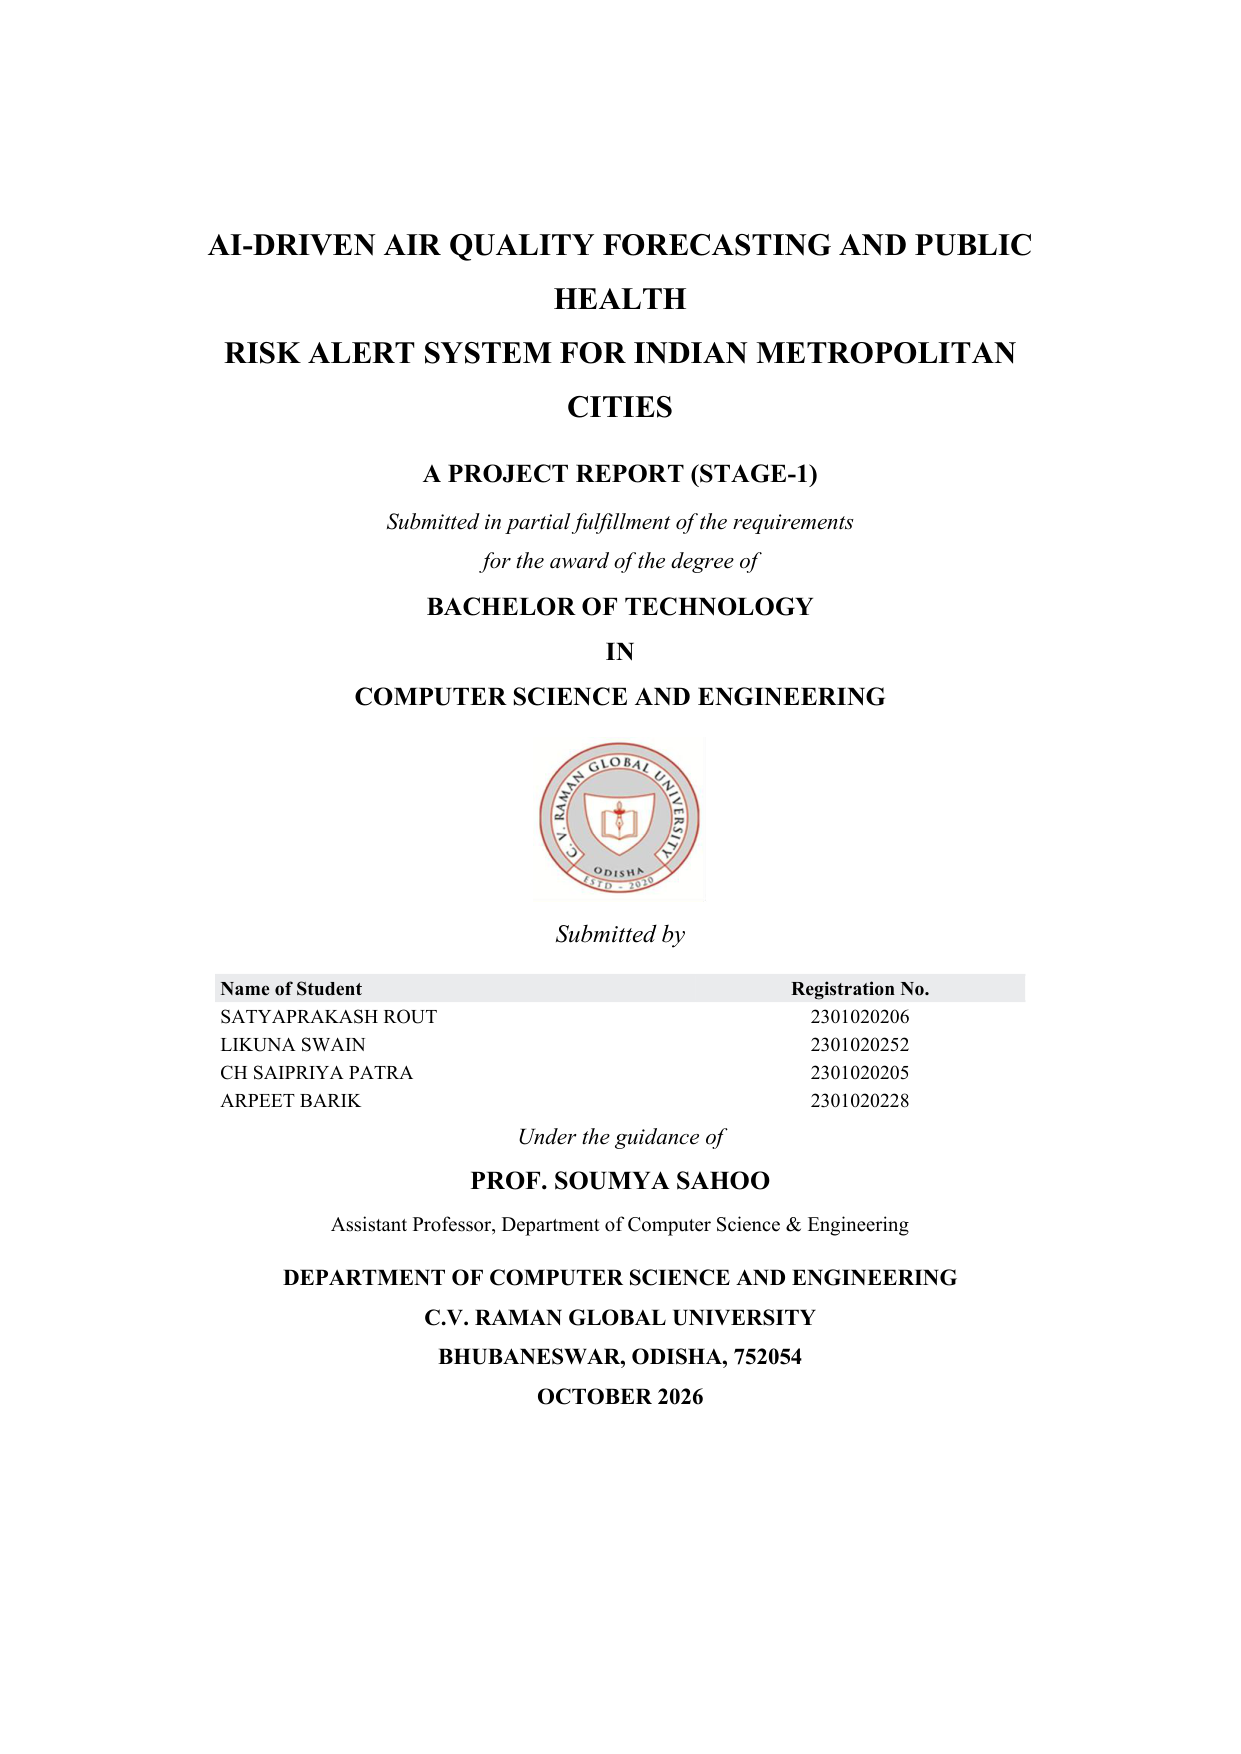 AI-DRIVEN AIR QUALITY FORECASTING AND PUBLIC
HEALTH
RISK ALERT SYSTEM FOR INDIAN METROPOLITAN
CITIES
A PROJECT REPORT (STAGE-1)
Submitted in partial fulfillment of the requirements
for the award of the degree of
BACHELOR OF TECHNOLOGY
IN
COMPUTER SCIENCE AND ENGINEERING
C. V. RAMAN GLOBAL UNIVERSITY
ODISHA
ESTD - 2020
Submitted by
Name of Student Registration No.
SATYAPRAKASH ROUT 2301020206
LIKUNA SWAIN 2301020252
CH SAIPRIYA PATRA 2301020205
ARPEET BARIK 2301020228
Under the guidance of
PROF. SOUMYA SAHOO
Assistant Professor, Department of Computer Science & Engineering
DEPARTMENT OF COMPUTER SCIENCE AND ENGINEERING
C.V. RAMAN GLOBAL UNIVERSITY
BHUBANESWAR, ODISHA, 752054
OCTOBER 2026